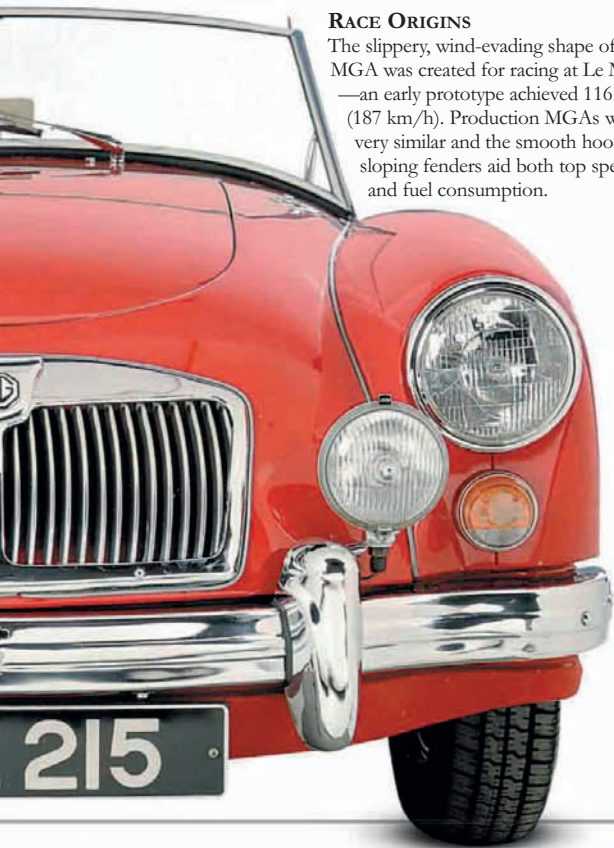 RACE ORIGINS
The slippery, wind-evading shape of
MGA was created for racing at Le M
—an early prototype achieved 116
(187 km/h). Production MGAs w
very similar and the smooth hoo
sloping fenders aid both top spe
and fuel consumption.
G
215